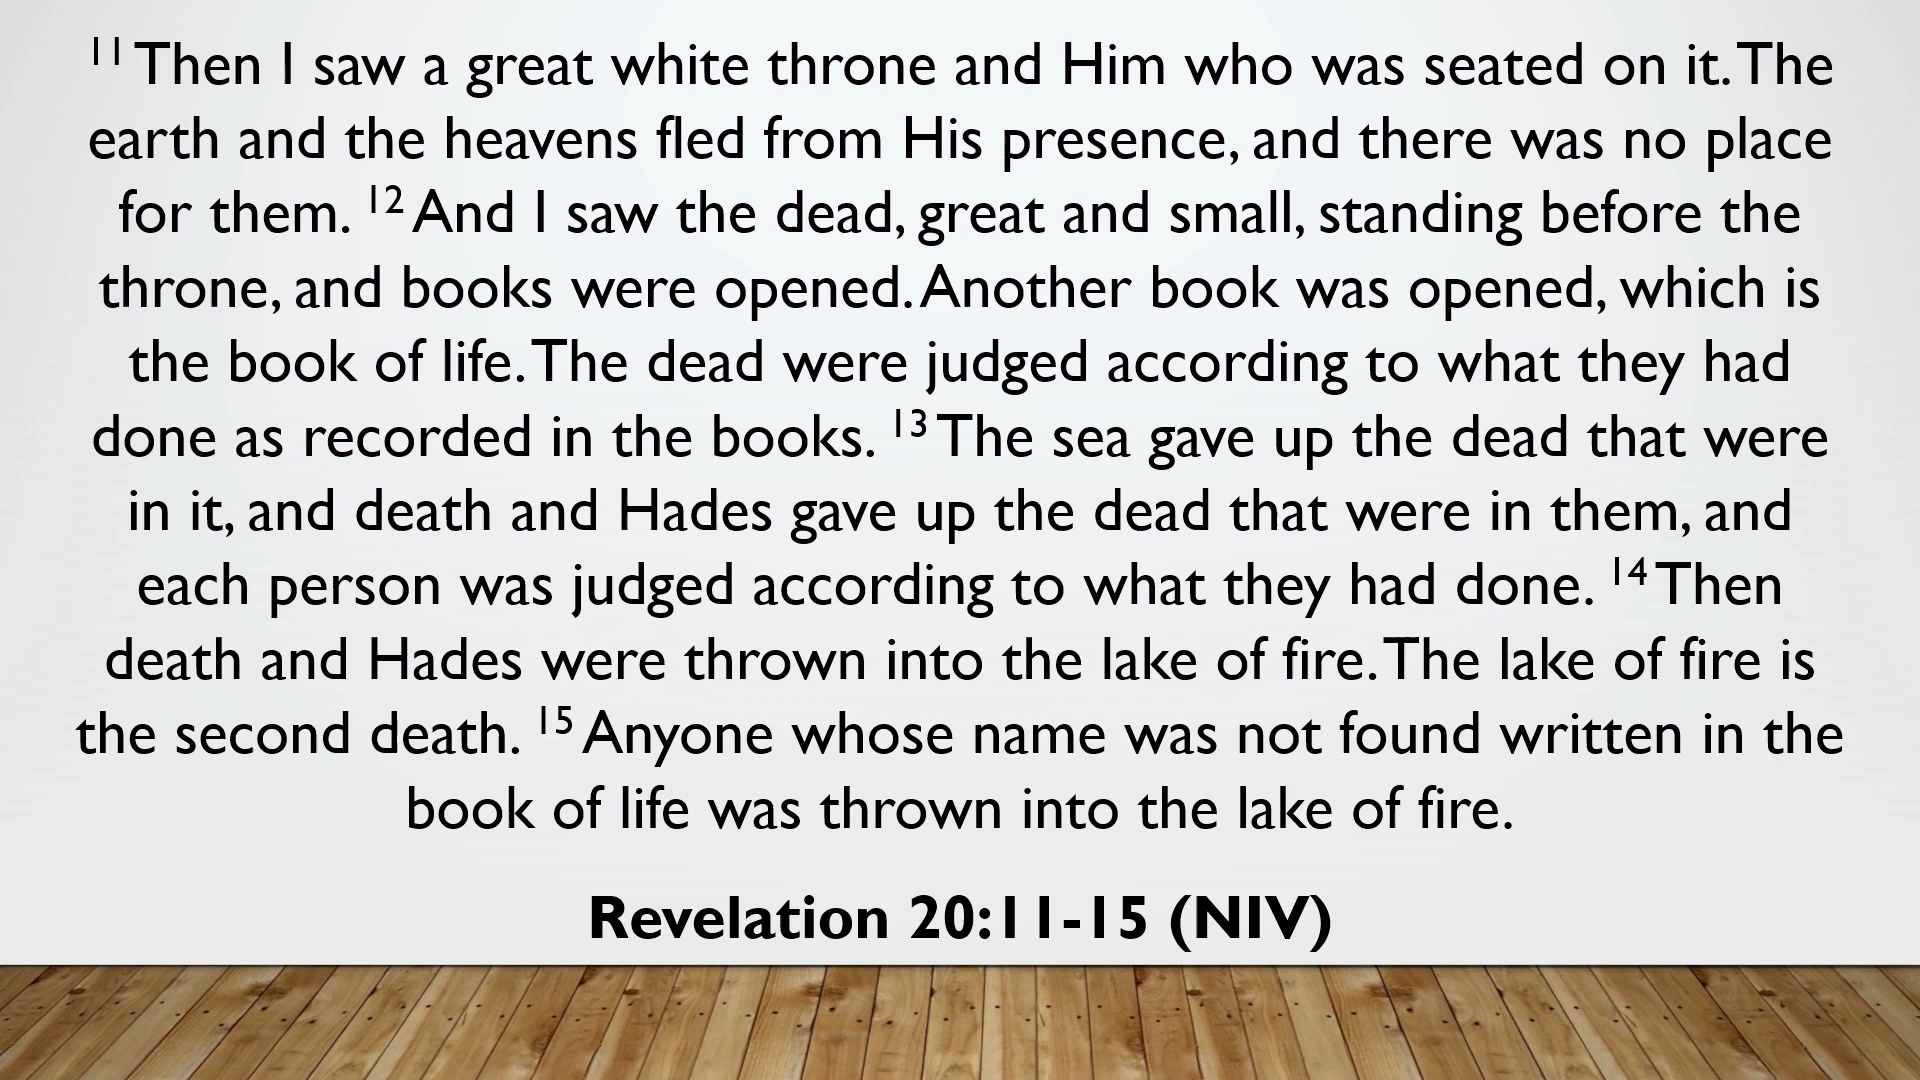 11 Then I saw a great white throne and Him who was seated on it. The
earth and the heavens fled from His presence, and there was no place
for them. 12 And I saw the dead, great and small, standing before the
throne, and books were opened. Another book was opened, which is
the book of life. The dead were judged according to what they had
done as recorded in the books. 13 The sea gave up the dead that were
in it, and death and Hades gave up the dead that were in them, and
each person was judged according to what they had done. 14 Then
death and Hades were thrown into the lake of fire. The lake of fire is
the second death. 15 Anyone whose name was not found written in the
book of life was thrown into the lake of fire.
Revelation 20:11-15 (NIV)